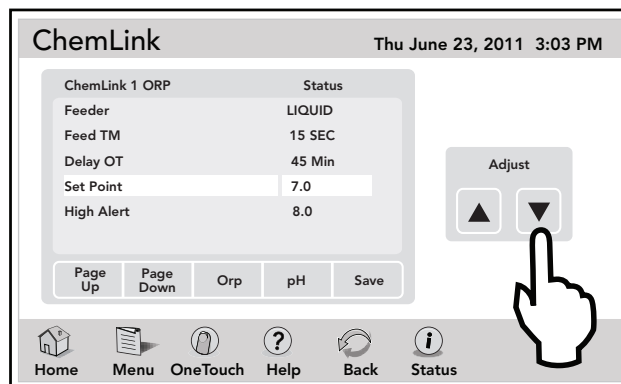 ChemLink
Thu June 23, 2011 3:03 PM
ChemLink 1 ORP Status
Feeder LIQUID
Feed TM 15 SEC
Delay OT 45 Min
Set Point 7.0
High Alert 8.0
Adjust
Page Up
Page Down
Orp
pH
Save
?
i
Home Menu OneTouch Help Back Status